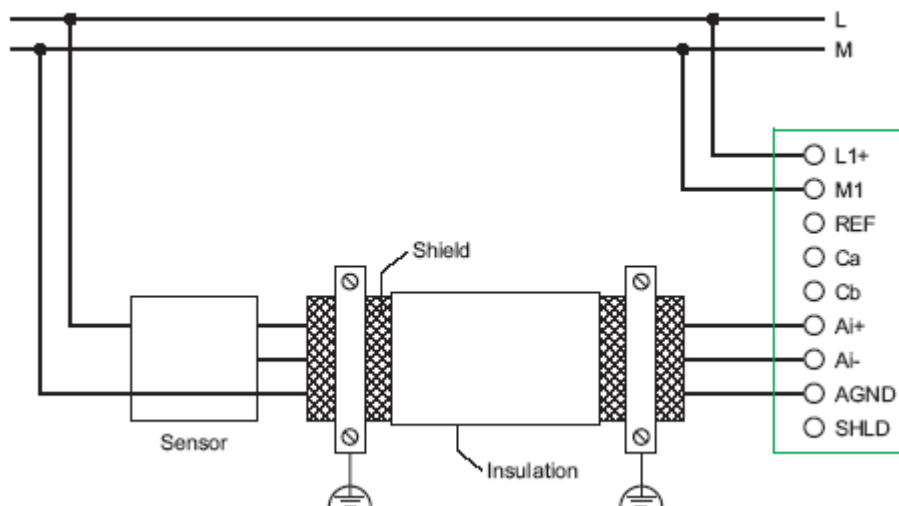 L
M
L1+
M1
REF
Shield
Ca
Cb
Ai+
Ai-
AGND
Sensor
SHLD
Insulation